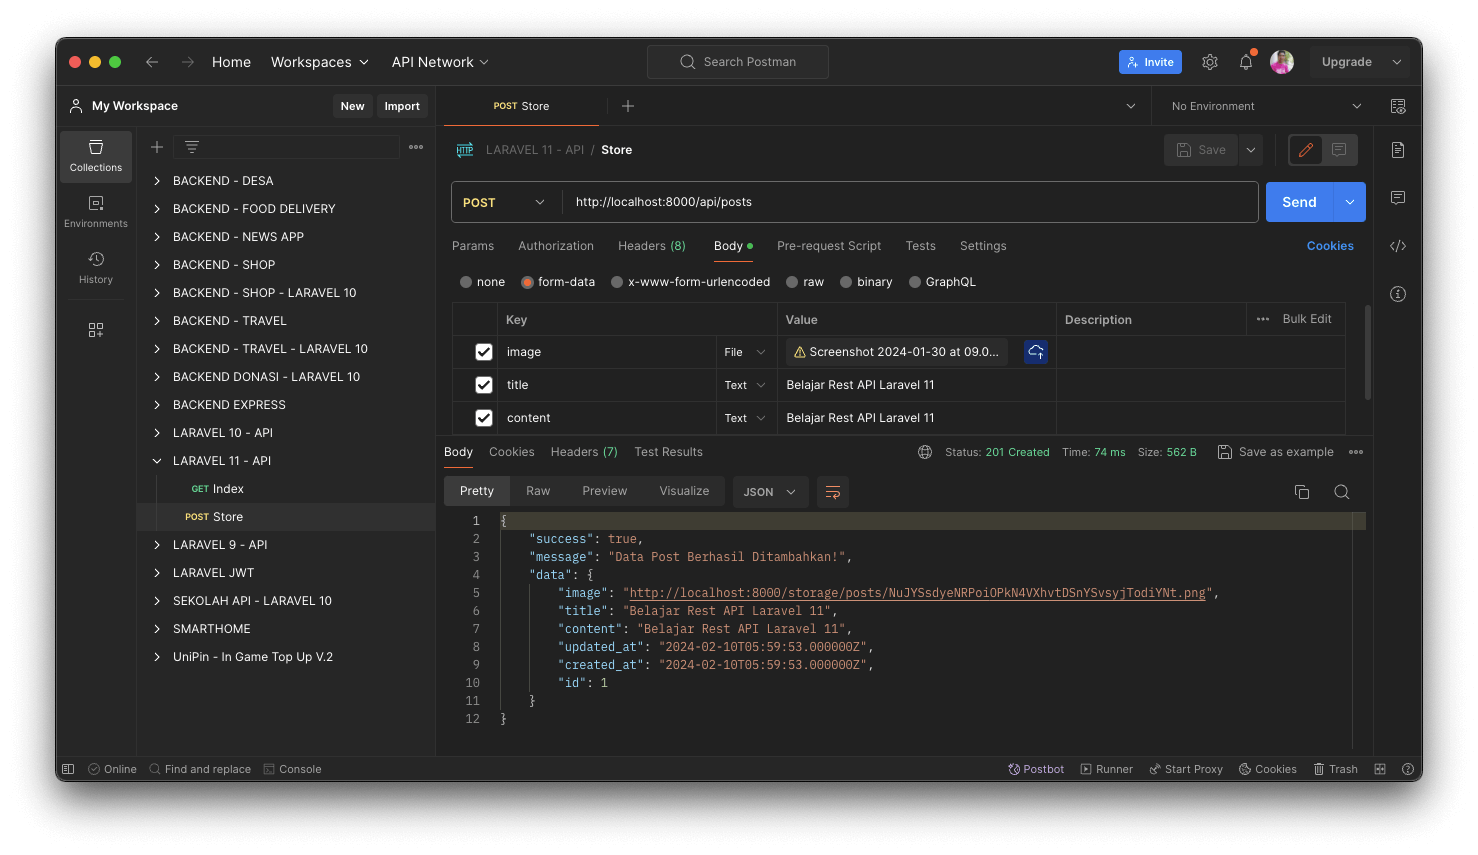 Home Workspaces API Network Search Postman Invite Upgrade
My Workspace New Import POST Store No Environment
Collections
Environments
History
BACKEND - DESA
BACKEND - FOOD DELIVERY
BACKEND - NEWS APP
BACKEND - SHOP
BACKEND - SHOP - LARAVEL 10
BACKEND - TRAVEL
BACKEND - TRAVEL - LARAVEL 10
BACKEND DONASI - LARAVEL 10
BACKEND EXPRESS
LARAVEL 10 - API
LARAVEL 11 - API
GET Index
POST Store
LARAVEL 9 - API
LARAVEL JWT
SEKOLAH API - LARAVEL 10
SMARTHOME
UniPin - In Game Top Up V.2
HTTP LARAVEL 11 - API / Store Save
POST http://localhost:8000/api/posts Send
Params Authorization Headers (8) Body Pre-request Script Tests Settings Cookies
none form-data x-www-form-urlencoded raw binary GraphQL
Key Value Description Bulk Edit
image File Screenshot 2024-01-30 at 09.0...
title Text Belajar Rest API Laravel 11
content Text Belajar Rest API Laravel 11
Body Cookies Headers (7) Test Results Status: 201 Created Time: 74 ms Size: 562 B Save as example
Pretty Raw Preview Visualize JSON
1 {
2 "success": true,
3 "message": "Data Post Berhasil Ditambahkan!",
4 "data": {
5 "image": "http://localhost:8000/storage/posts/NuJYSsdyeNRPoiOPkN4VXhvtDSnYSvsyjTodiYNt.png",
6 "title": "Belajar Rest API Laravel 11",
7 "content": "Belajar Rest API Laravel 11",
8 "updated_at": "2024-02-10T05:59:53.000000Z",
9 "created_at": "2024-02-10T05:59:53.000000Z",
10 "id": 1
11 }
12 }
Online Find and replace Console Postbot Runner Start Proxy Cookies Trash